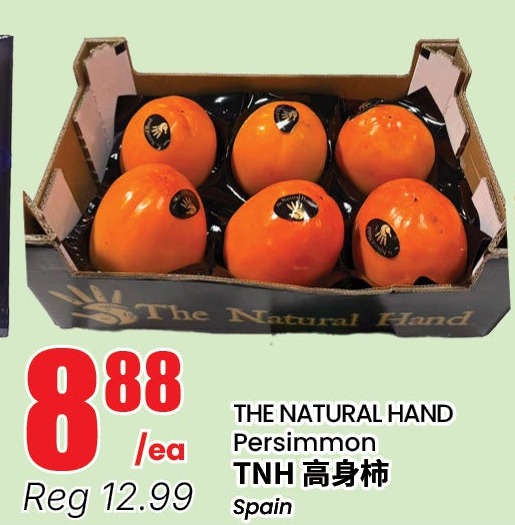 The Natural Hand
8.88
/ea
Reg 12.99
THE NATURAL HAND
Persimmon
TNH 高身柿
Spain